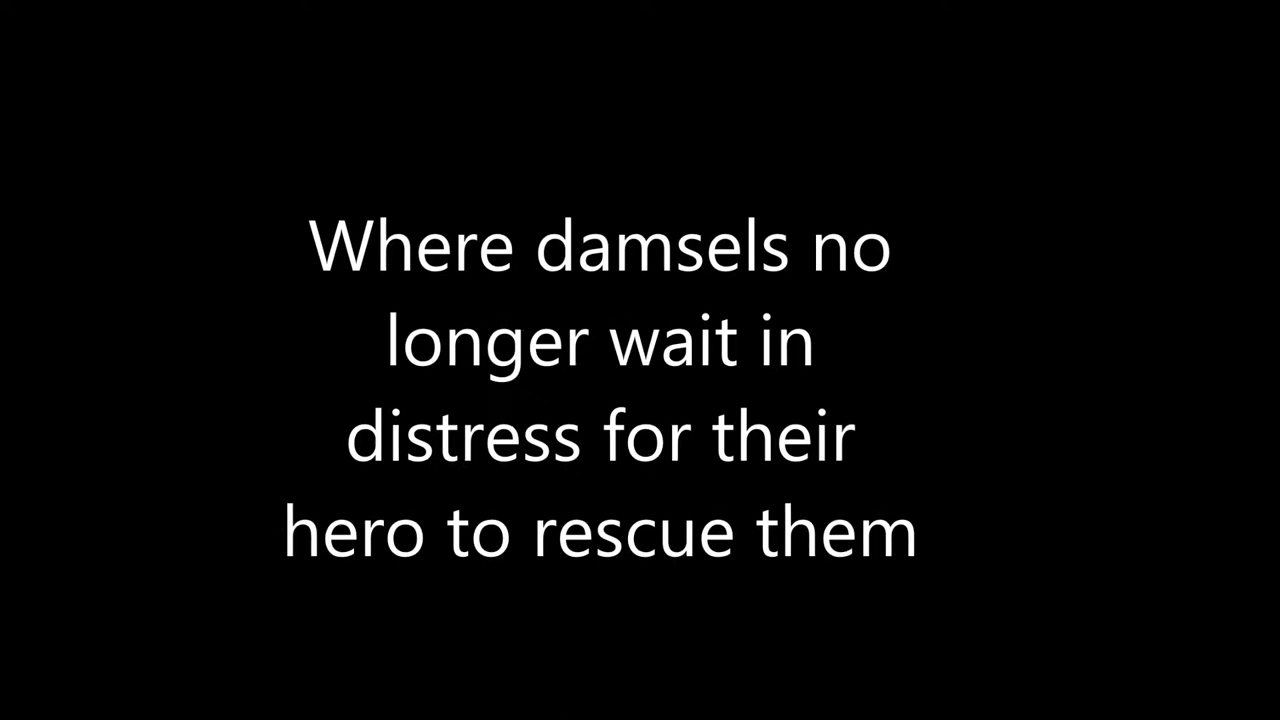 Where damsels no
longer wait in
distress for their
hero to rescue them